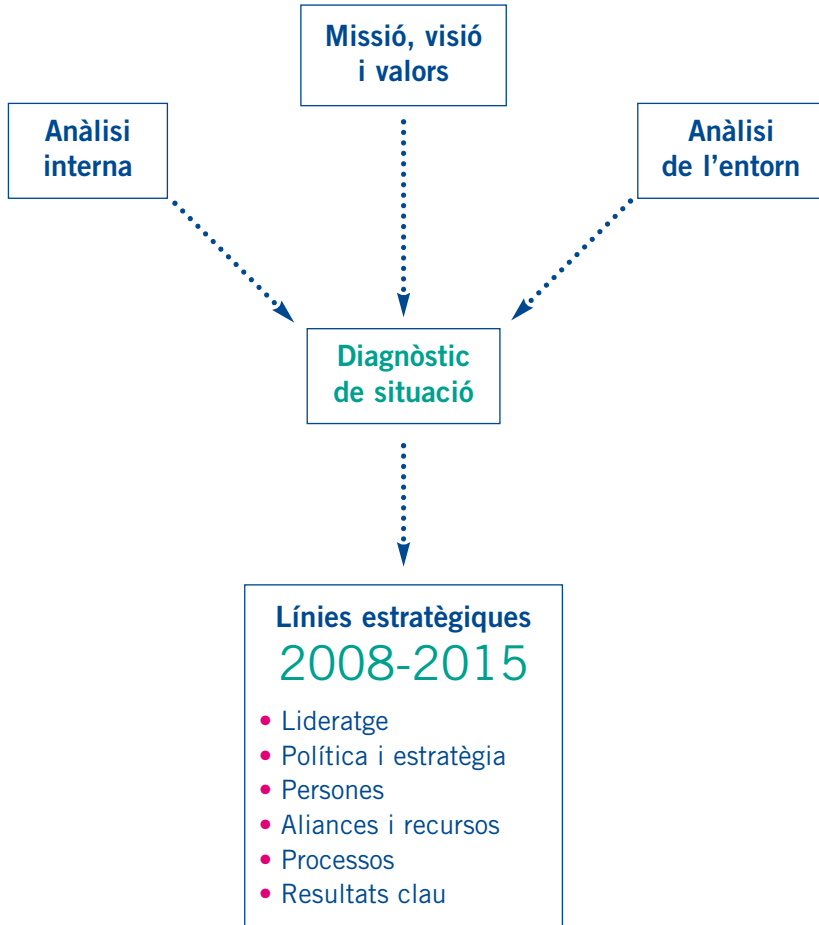 Missió, visió
i valors
Anàlisi
interna
Anàlisi
de l'entorn
Diagnòstic
de situació
Línies estratègiques
2008-2015
• Lideratge
• Política i estratègia
• Persones
• Aliances i recursos
• Processos
• Resultats clau